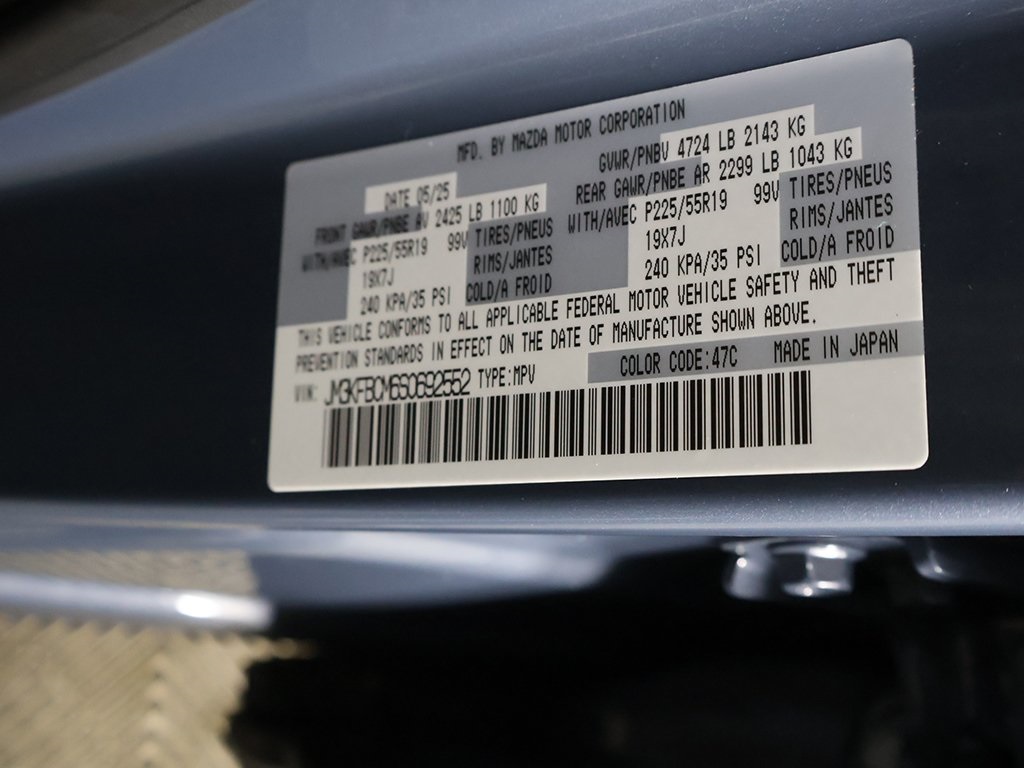 MFD. BY MAZDA MOTOR CORPORATION
DATE 05/25 GVWR/PNBV 4724 LB 2143 KG
FRONT GAWR/PNBE AV 2425 LB 1100 KG REAR GAWR/PNBE AR 2299 LB 1043 KG
WITH/AVEC P225/55R19 99V TIRES/PNEUS WITH/AVEC P225/55R19 99V TIRES/PNEUS
19X7J RIMS/JANTES 19X7J RIMS/JANTES
240 KPA/35 PSI COLD/A FROID 240 KPA/35 PSI COLD/A FROID
THIS VEHICLE CONFORMS TO ALL APPLICABLE FEDERAL MOTOR VEHICLE SAFETY AND THEFT
PREVENTION STANDARDS IN EFFECT ON THE DATE OF MANUFACTURE SHOWN ABOVE.
COLOR CODE:47C MADE IN JAPAN
VIN: JM3KFBCM6S0692552 TYPE:MPV